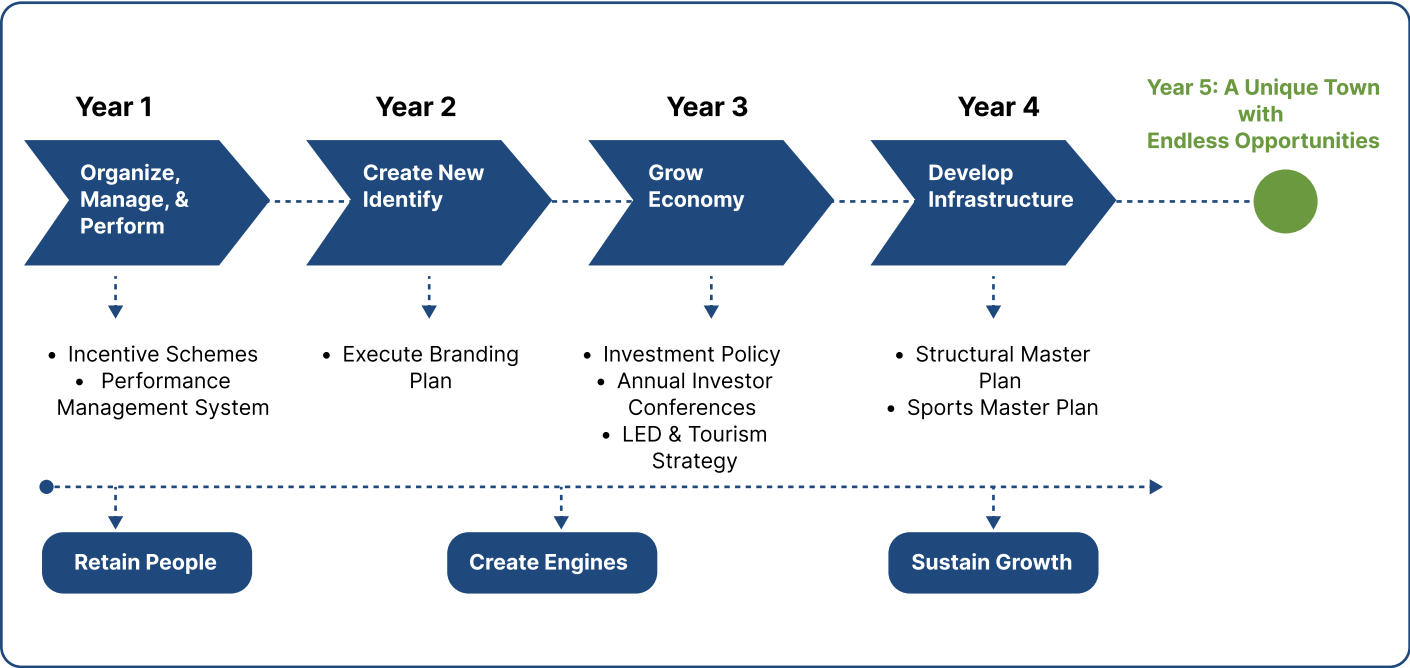 Year 1
Year 2
Year 3
Year 4
Year 5: A Unique Town
with
Endless Opportunities
Organize,
Manage, &
Perform
Create New
Identify
Grow
Economy
Develop
Infrastructure
• Incentive Schemes
• Performance
Management System
• Execute Branding
Plan
• Investment Policy
• Annual Investor
Conferences
• LED & Tourism
Strategy
• Structural Master
Plan
• Sports Master Plan
Retain People
Create Engines
Sustain Growth